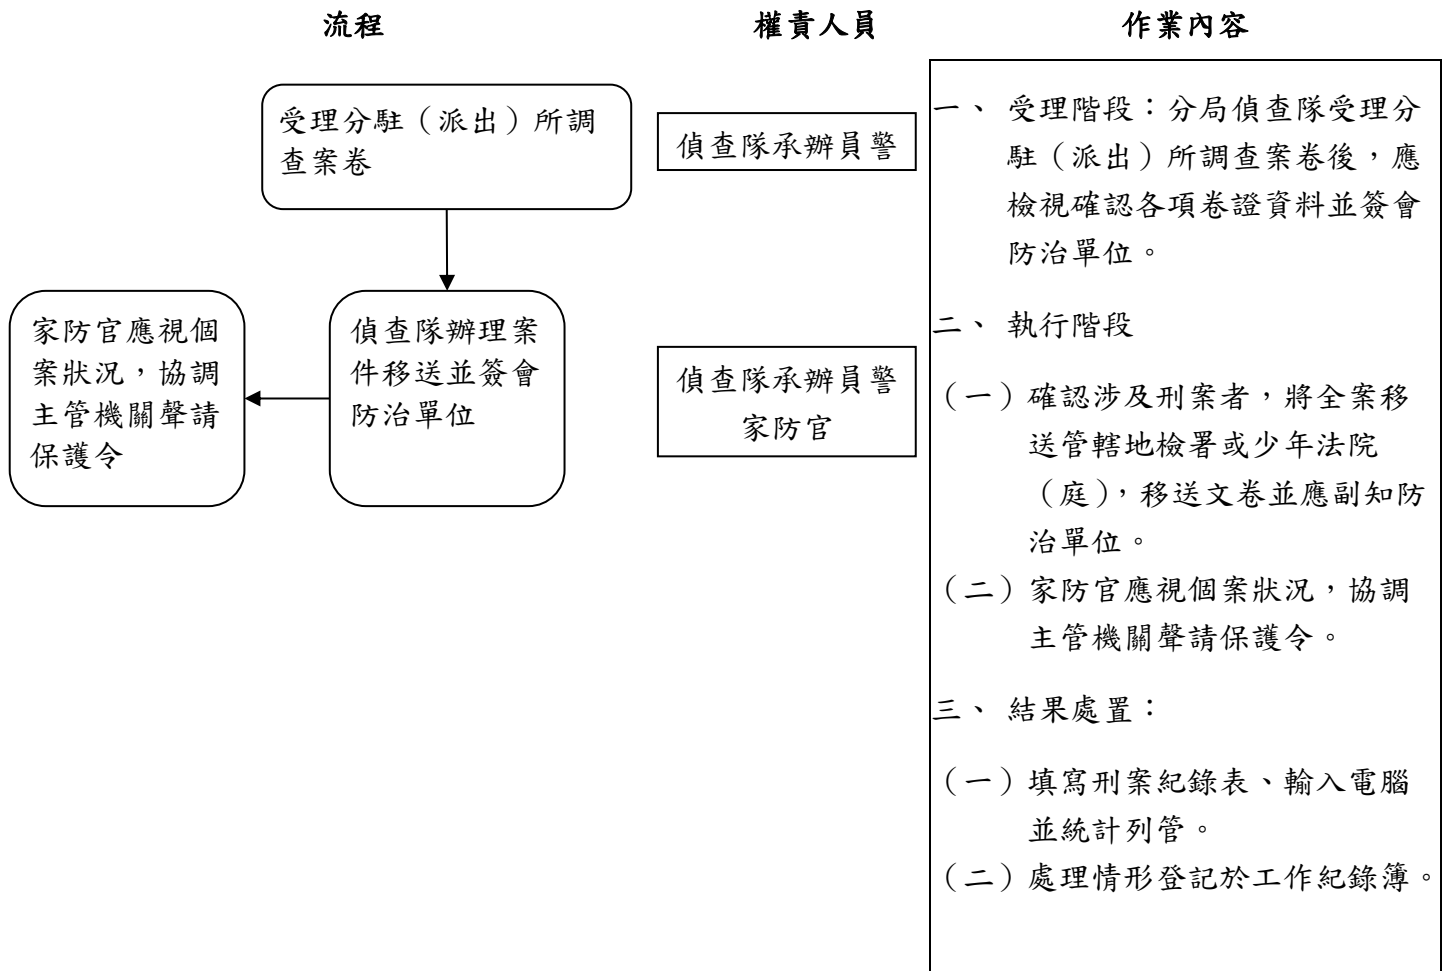 流程
權責人員
作業內容
受理分駐（派出）所調
查案卷
偵查隊承辦員警
家防官應視個
案狀況，協調
主管機關聲請
保護令
偵查隊辦理案
件移送並簽會
防治單位
偵查隊承辦員警
家防官
一、 受理階段：分局偵查隊受理分
駐（派出）所調查案卷後，應
檢視確認各項卷證資料並簽會
防治單位。
二、 執行階段
（一）確認涉及刑案者，將全案移
送管轄地檢署或少年法院
（庭），移送文卷並應副知防
治單位。
（二）家防官應視個案狀況，協調
主管機關聲請保護令。
三、 結果處置：
（一）填寫刑案紀錄表、輸入電腦
並統計列管。
（二）處理情形登記於工作紀錄簿。